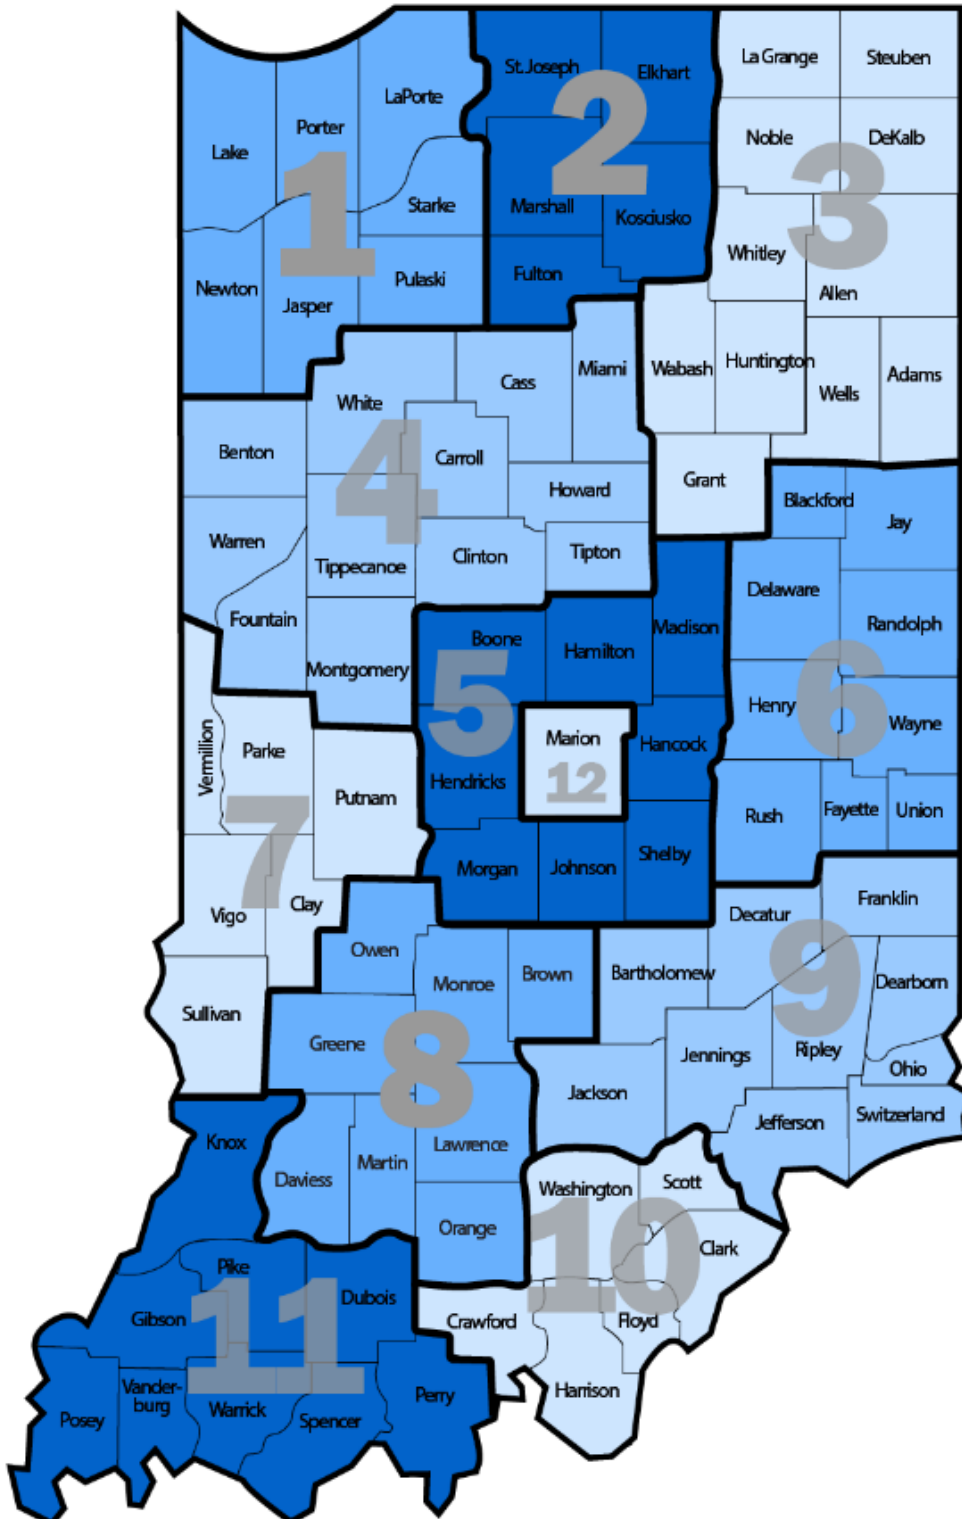 La Grange
Steuben
St. Joseph
Elkhart
LaPorte
2
Porter
Noble
DeKalb
Lake
3
1
Starke
Marshall
Kosciusko
Whitley
Fulton
Pulaski
Newton
Jasper
Allen
Miami
Wabash
Huntington
Cass
Adams
Wells
White
Benton
4
Carroll
Grant
Howard
Blackford
Jay
Warren
Clinton
Tipton
Tippecanoe
Delaware
Fountain
Randolph
Boone
Hamilton
Madison
Montgomery
5
6
Henry
Wayne
Vermillion
Parke
Marion
Hancock
12
Hendricks
Putnam
Rush
Fayette
Union
7
Morgan
Johnson
Shelby
Vigo
Clay
Decatur
Franklin
Owen
Monroe
Brown
Bartholomew
9
Dearborn
Sullivan
Greene
8
Jennings
Ripley
Ohio
Jackson
Jefferson
Switzerland
Knox
Lawrence
Daviess
Martin
Washington
Scott
Orange
10
Clark
Pike
11
Dubois
Gibson
Crawford
Floyd
Vander-
burg
Harrison
Posey
Warrick
Spencer
Perry